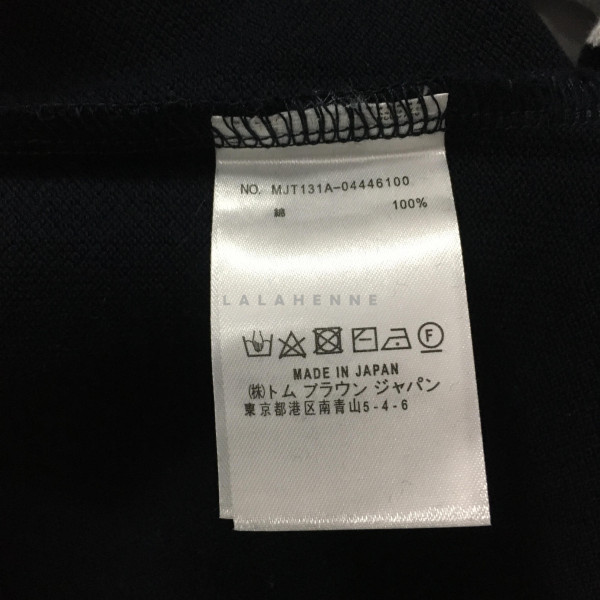 NO. MJT131A-04446100
綿 100%
LALAHENNE
F
MADE IN JAPAN
㈱トム ブラウン ジャパン
東京都港区南青山5-4-6